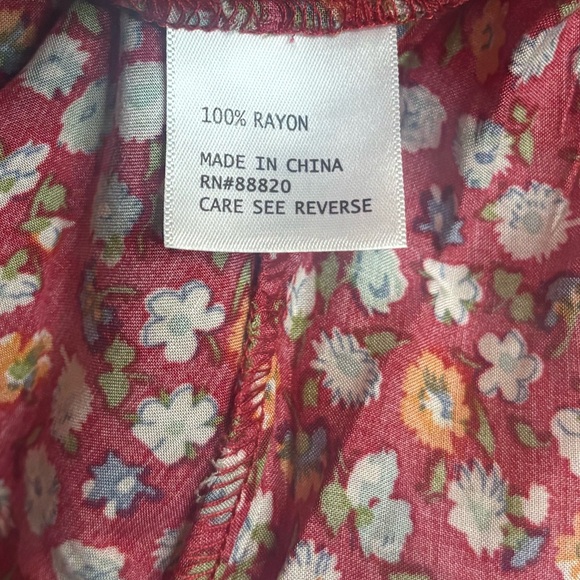 100% RAYON
MADE IN CHINA
RN#88820
CARE SEE REVERSE